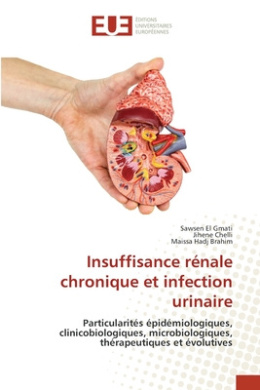 EUE
ÉDITIONS
UNIVERSITAIRES
EUROPÉENNES
Sawsen El Gmati
Jihene Chelli
Maissa Hadj Brahim
Insuffisance rénale
chronique et infection
urinaire
Particularités épidémiologiques,
clinicobiologiques, microbiologiques,
thérapeutiques et évolutives